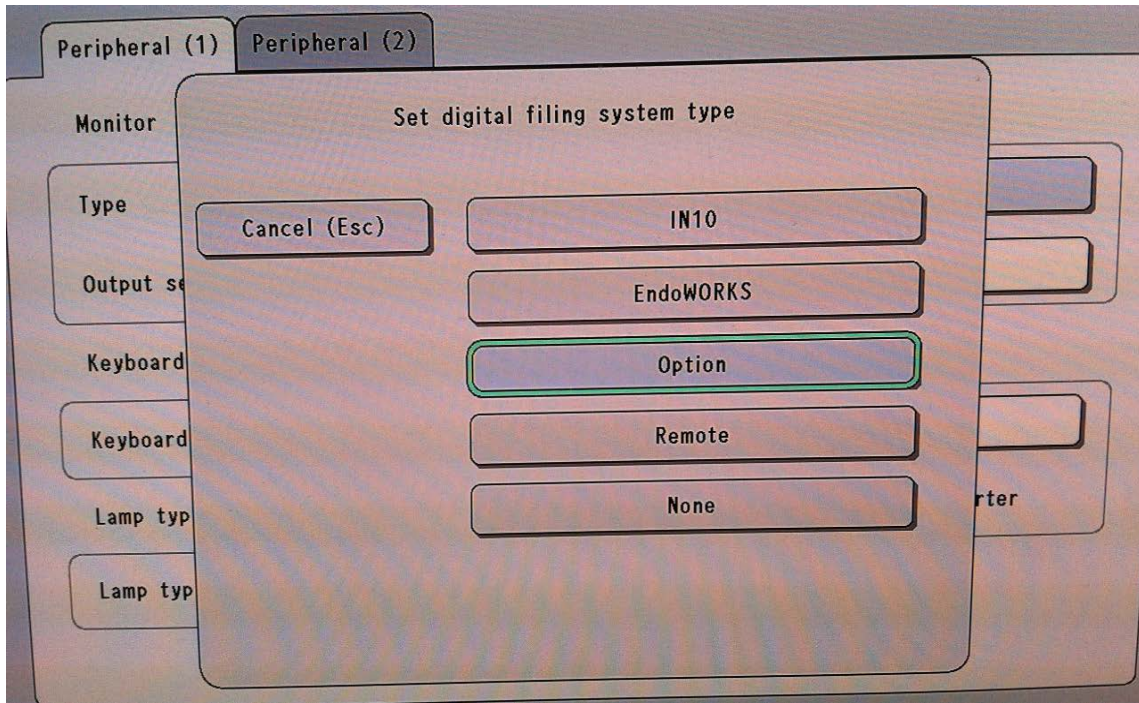 Peripheral (1)
Peripheral (2)
Set digital filing system type
Monitor
Type
Cancel (Esc)
IN10
Output se
EndoWORKS
Keyboard
Option
Keyboard
Remote
Lamp typ
None
rter
Lamp typ